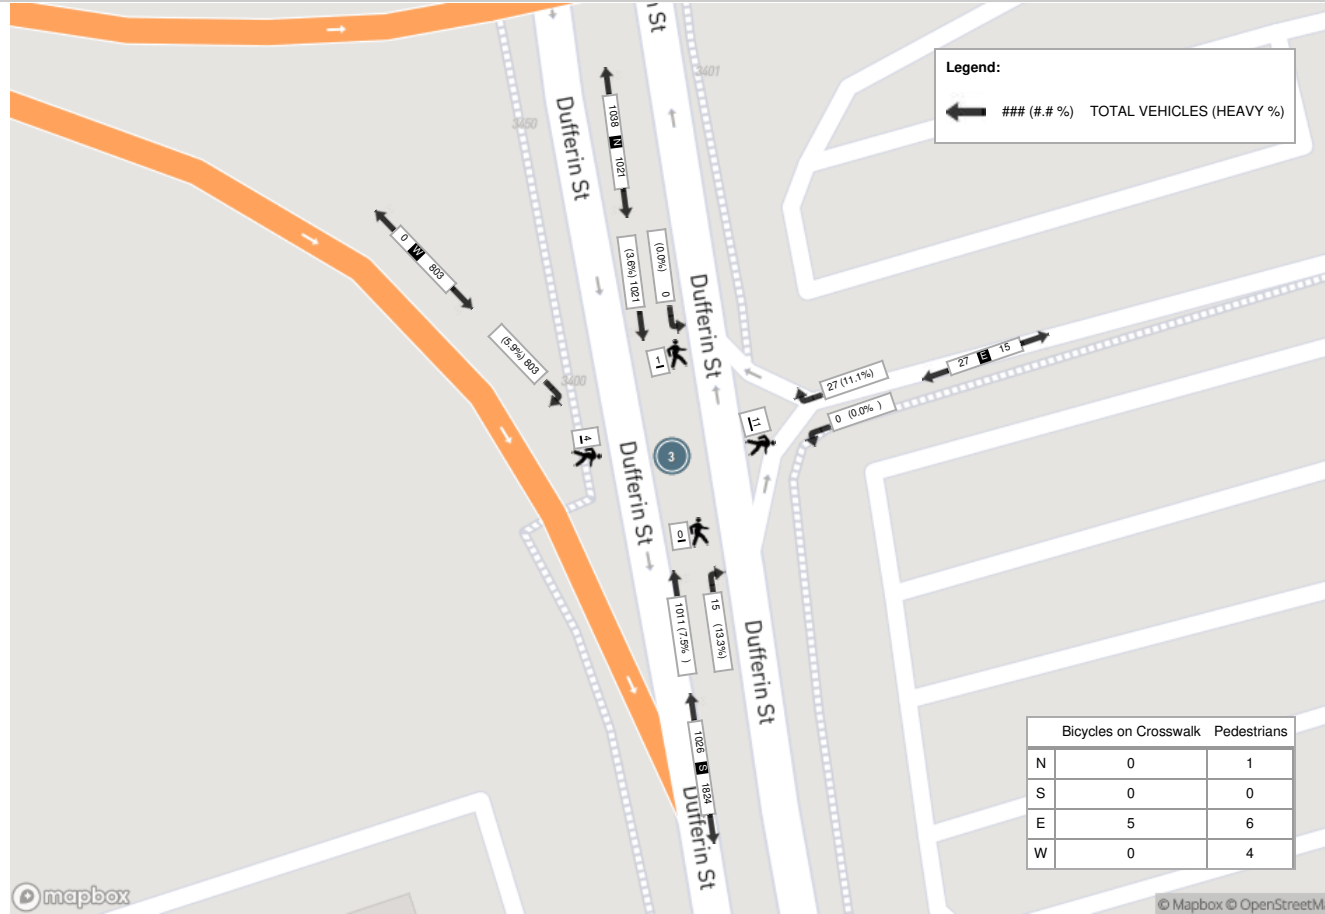 n St
3401
Legend:
### (#.# %) TOTAL VEHICLES (HEAVY %)
3450
Dufferin St
1038 N 1021
0 W 803
(3.6%) 1021
(0.0%) 0
Dufferin St
(5.9%) 803
3400
1
27 E 15
27 (11.1%)
0 (0.0% )
11
4
3
Dufferin St
0
1011 (7.5% )
15 (13.3%)
Dufferin St
1026 S 1824
Dufferin St
Bicycles on Crosswalk Pedestrians
N 0 1
S 0 0
E 5 6
W 0 4
mapbox
© Mapbox © OpenStreetMa